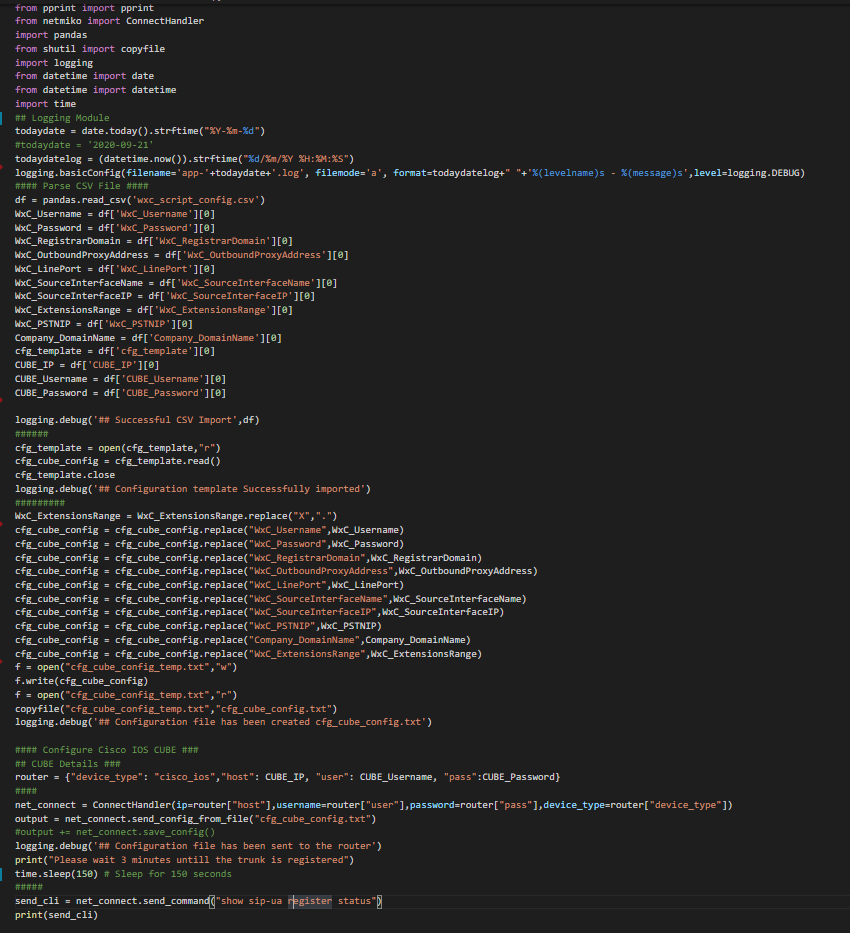 from pprint import pprint
from netmiko import ConnectHandler
import pandas
from shutil import copyfile
import logging
from datetime import date
from datetime import datetime
import time
## Logging Module
todaydate = date.today().strftime("%Y-%m-%d")
#todaydate = '2020-09-21'
todaydatelog = (datetime.now()).strftime("%d/%m/%Y %H:%M:%S")
logging.basicConfig(filename='app-'+todaydate+'.log', filemode='a', format=todaydatelog+" "+'%(levelname)s - %(message)s',level=logging.DEBUG)
#### Parse CSV File ####
df = pandas.read_csv('wxc_script_config.csv')
WxC_Username = df['WxC_Username'][0]
WxC_Password = df['WxC_Password'][0]
WxC_RegistrarDomain = df['WxC_RegistrarDomain'][0]
WxC_OutboundProxyAddress = df['WxC_OutboundProxyAddress'][0]
WxC_LinePort = df['WxC_LinePort'][0]
WxC_SourceInterfaceName = df['WxC_SourceInterfaceName'][0]
WxC_SourceInterfaceIP = df['WxC_SourceInterfaceIP'][0]
WxC_ExtensionsRange = df['WxC_ExtensionsRange'][0]
WxC_PSTNIP = df['WxC_PSTNIP'][0]
Company_DomainName = df['Company_DomainName'][0]
cfg_template = df['cfg_template'][0]
CUBE_IP = df['CUBE_IP'][0]
CUBE_Username = df['CUBE_Username'][0]
CUBE_Password = df['CUBE_Password'][0]
logging.debug('## Successful CSV Import',df)
######
cfg_template = open(cfg_template,"r")
cfg_cube_config = cfg_template.read()
cfg_template.close
logging.debug('## Configuration template Successfully imported')
#########
WxC_ExtensionsRange = WxC_ExtensionsRange.replace("X",".")
cfg_cube_config = cfg_cube_config.replace("WxC_Username",WxC_Username)
cfg_cube_config = cfg_cube_config.replace("WxC_Password",WxC_Password)
cfg_cube_config = cfg_cube_config.replace("WxC_RegistrarDomain",WxC_RegistrarDomain)
cfg_cube_config = cfg_cube_config.replace("WxC_OutboundProxyAddress",WxC_OutboundProxyAddress)
cfg_cube_config = cfg_cube_config.replace("WxC_LinePort",WxC_LinePort)
cfg_cube_config = cfg_cube_config.replace("WxC_SourceInterfaceName",WxC_SourceInterfaceName)
cfg_cube_config = cfg_cube_config.replace("WxC_SourceInterfaceIP",WxC_SourceInterfaceIP)
cfg_cube_config = cfg_cube_config.replace("WxC_PSTNIP",WxC_PSTNIP)
cfg_cube_config = cfg_cube_config.replace("Company_DomainName",Company_DomainName)
cfg_cube_config = cfg_cube_config.replace("WxC_ExtensionsRange",WxC_ExtensionsRange)
f = open("cfg_cube_config_temp.txt","w")
f.write(cfg_cube_config)
f = open("cfg_cube_config_temp.txt","r")
copyfile("cfg_cube_config_temp.txt","cfg_cube_config.txt")
logging.debug('## Configuration file has been created cfg_cube_config.txt')
#### Configure Cisco IOS CUBE ###
## CUBE Details ###
router = {"device_type": "cisco_ios","host": CUBE_IP, "user": CUBE_Username, "pass":CUBE_Password}
####
net_connect = ConnectHandler(ip=router["host"],username=router["user"],password=router["pass"],device_type=router["device_type"])
output = net_connect.send_config_from_file("cfg_cube_config.txt")
#output += net_connect.save_config()
logging.debug('## Configuration file has been sent to the router')
print("Please wait 3 minutes untill the trunk is registered")
time.sleep(150) # Sleep for 150 seconds
#####
send_cli = net_connect.send_command("show sip-ua register status")
print(send_cli)